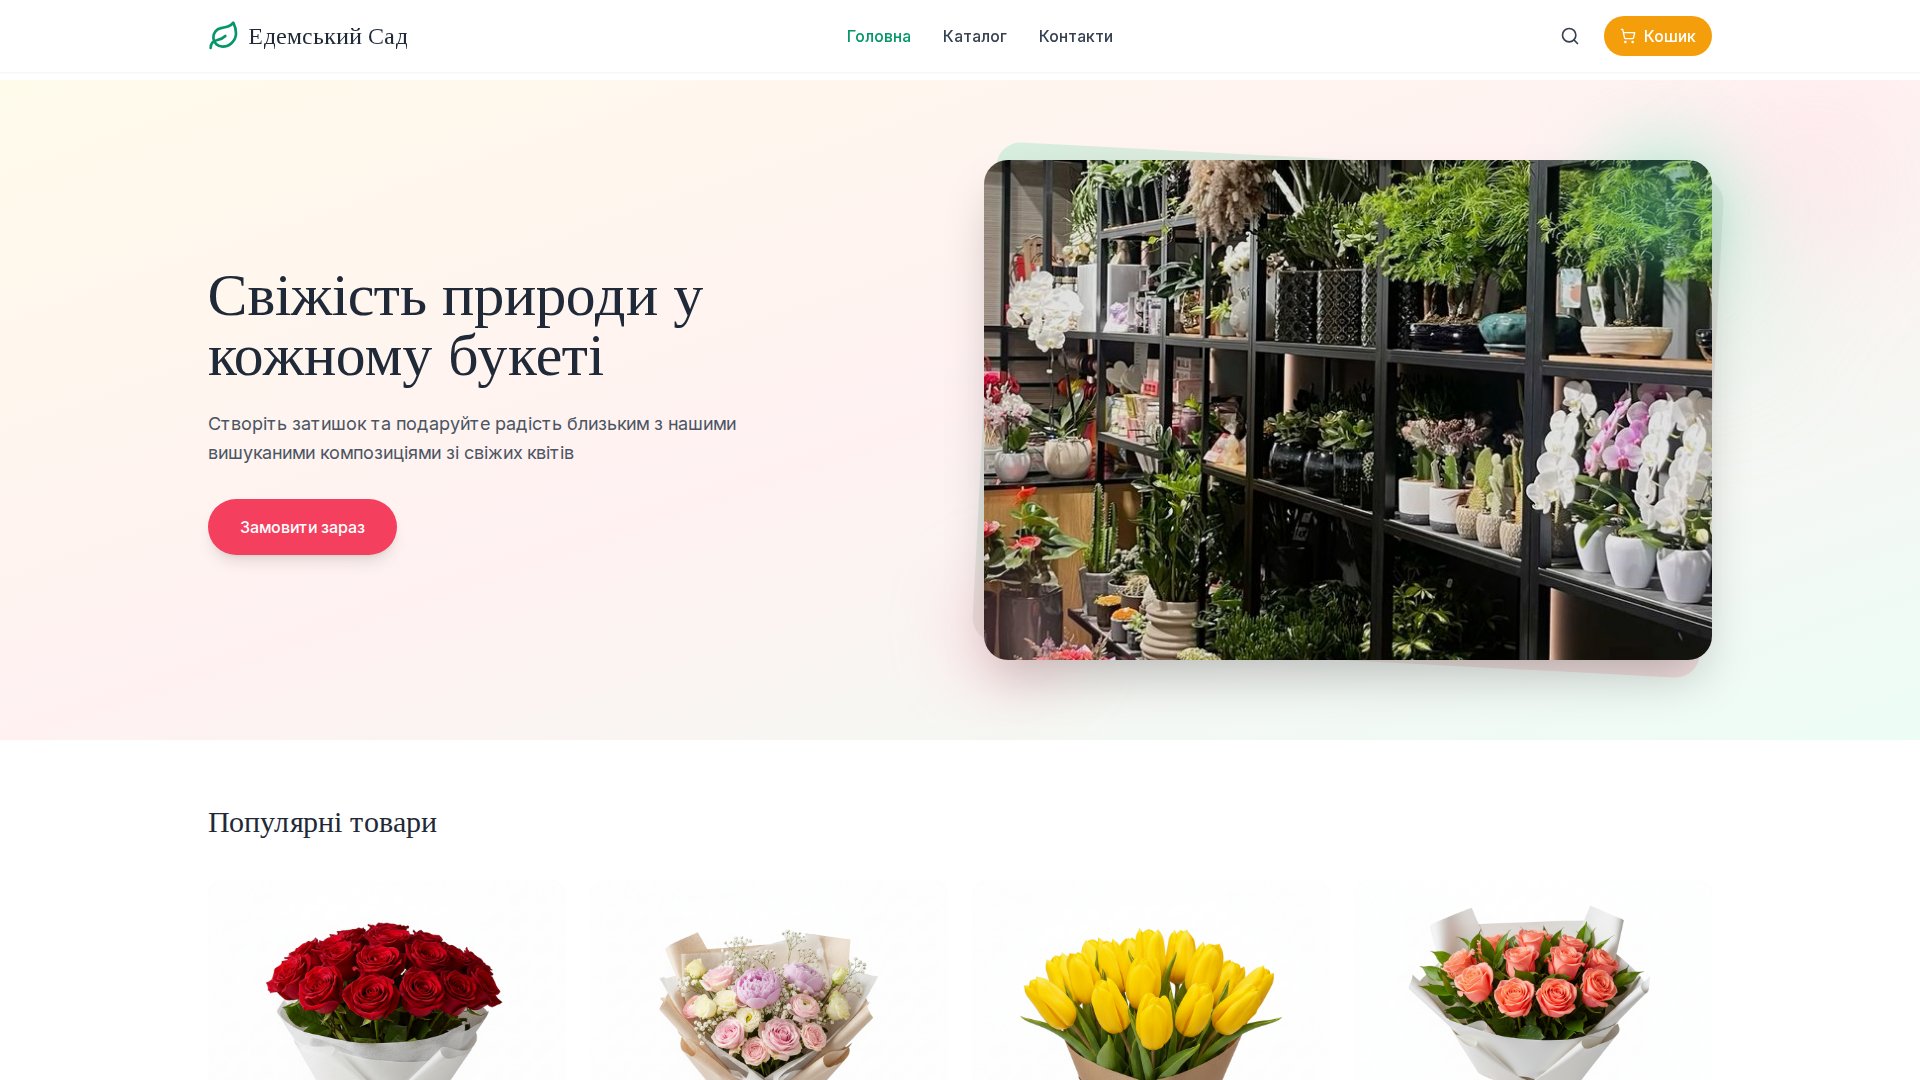 Едемський Сад
Головна
Каталог
Контакти
Кошик
Свіжість природи у
кожному букеті
Створіть затишок та подаруйте радість близьким з нашими
вишуканими композиціями зі свіжих квітів
Замовити зараз
Популярні товари